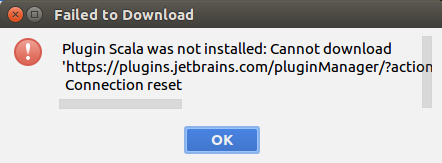 Failed to Download
Plugin Scala was not installed: Cannot download
'https://plugins.jetbrains.com/pluginManager/?action
Connection reset
OK